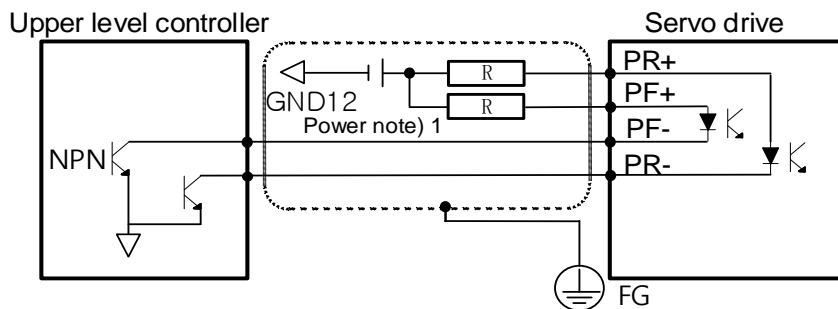 Upper level controller
Servo drive
PR+
R
PF+
GND12
R
Power note) 1
PF-
NPN
PR-
FG